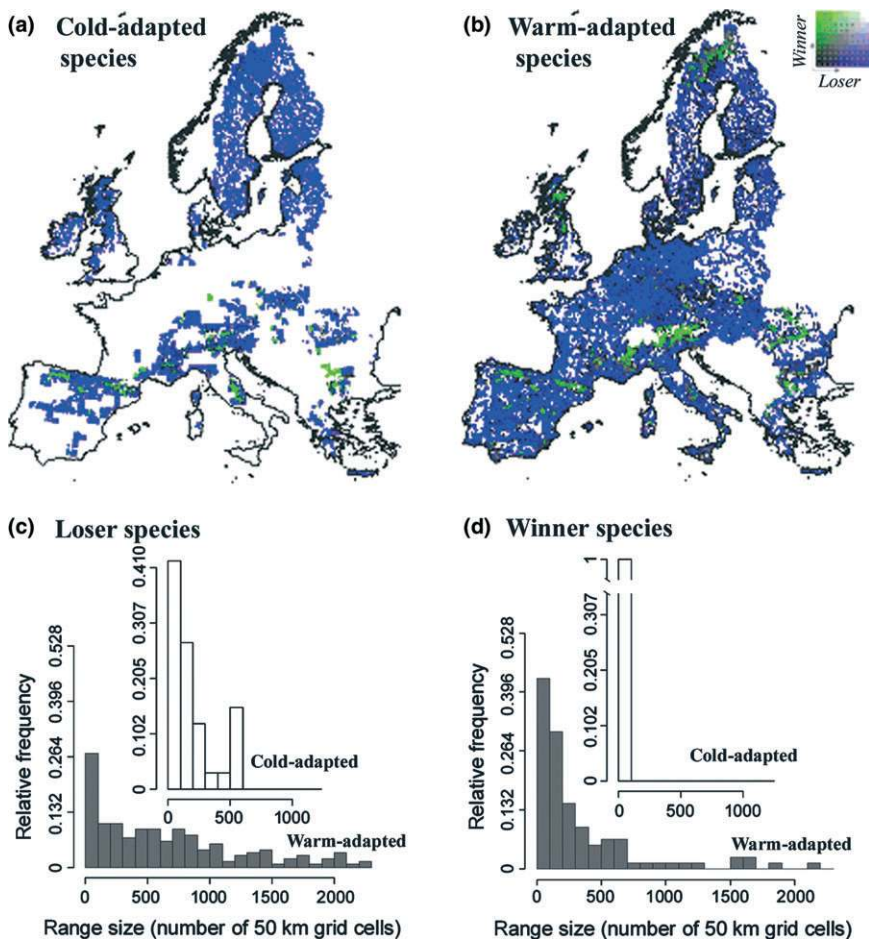 (a) Cold-adapted
species
(b) Warm-adapted
species
Winner
Loser
(c) Loser species
0.410
0.307
0.205
0.102
0
Cold-adapted
0 500 1000
Relative frequency
0.528
0.396
0.264
0.132
0
Warm-adapted
0 500 1000 1500 2000
Range size (number of 50 km grid cells)
(d) Winner species
1
0.307
0.205
0.102
0
Cold-adapted
0 500 1000
Relative frequency
0.528
0.396
0.264
0.132
0
Warm-adapted
0 500 1000 1500 2000
Range size (number of 50 km grid cells)